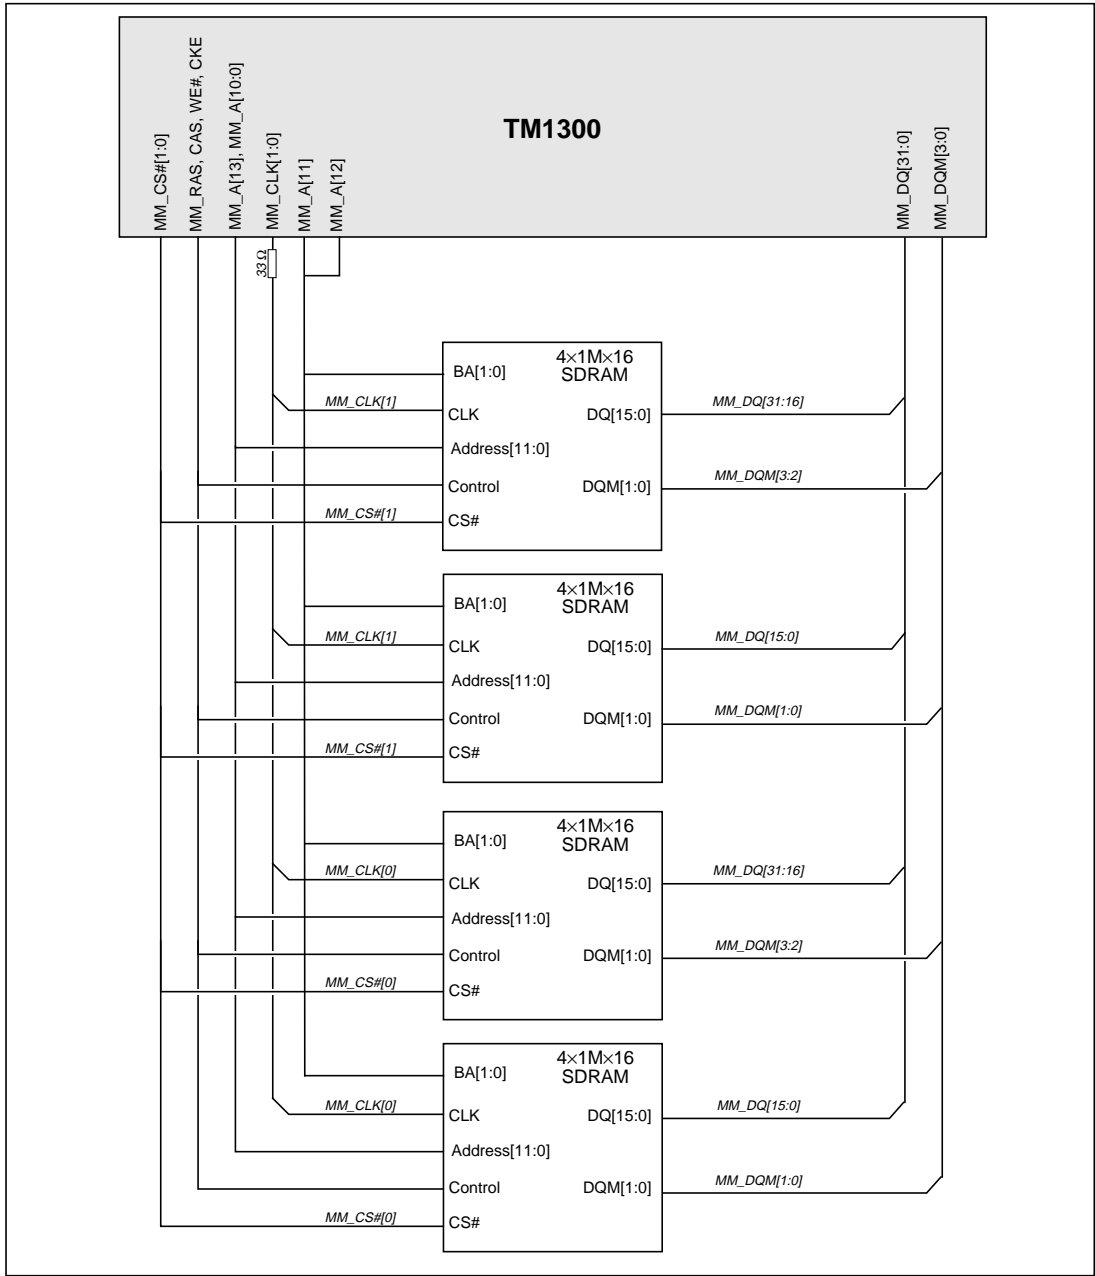 TM1300
MM_CS#[1:0]
MM_RAS, CAS, WE#, CKE
MM_A[13], MM_A[10:0]
MM_CLK[1:0]
MM_A[11]
MM_A[12]
MM_DQ[31:0]
MM_DQM[3:0]
33 Ω
4×1M×16
SDRAM
BA[1:0]
MM_CLK[1]
CLK
DQ[15:0]
MM_DQ[31:16]
Address[11:0]
Control
DQM[1:0]
MM_DQM[3:2]
MM_CS#[1]
CS#
4×1M×16
SDRAM
BA[1:0]
MM_CLK[1]
CLK
DQ[15:0]
MM_DQ[15:0]
Address[11:0]
Control
DQM[1:0]
MM_DQM[1:0]
MM_CS#[1]
CS#
4×1M×16
SDRAM
BA[1:0]
MM_CLK[0]
CLK
DQ[15:0]
MM_DQ[31:16]
Address[11:0]
Control
DQM[1:0]
MM_DQM[3:2]
MM_CS#[0]
CS#
4×1M×16
SDRAM
BA[1:0]
MM_CLK[0]
CLK
DQ[15:0]
MM_DQ[15:0]
Address[11:0]
Control
DQM[1:0]
MM_DQM[1:0]
MM_CS#[0]
CS#